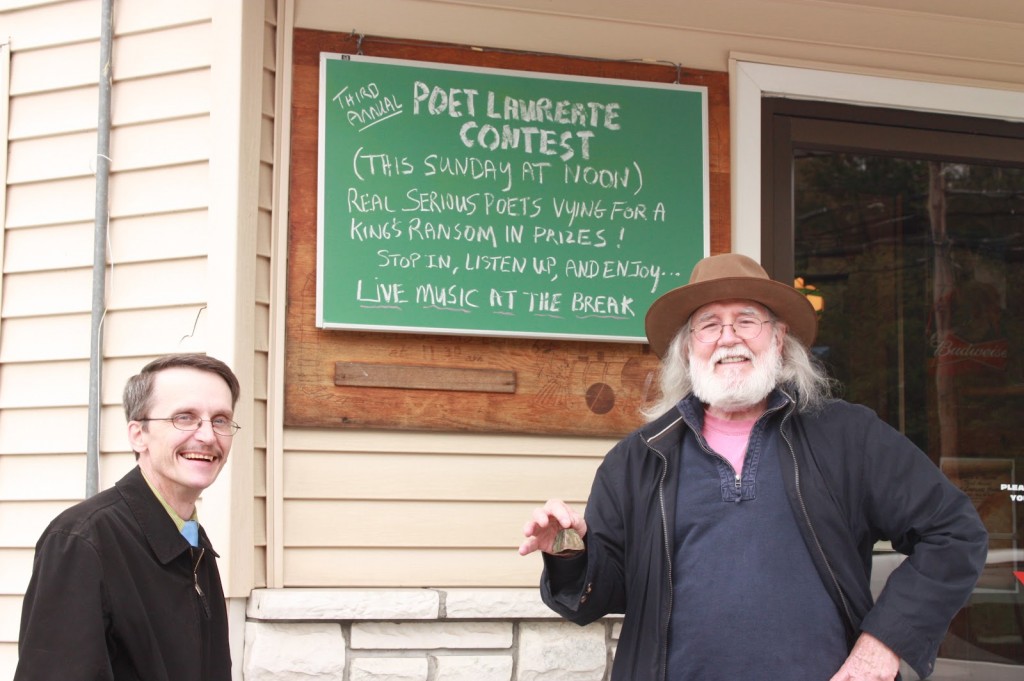 THIRD
ANNUAL
POET LAUREATE
CONTEST
(THIS SUNDAY AT NOON)
REAL SERIOUS POETS VYING FOR A
KING'S RANSOM IN PRIZES!
STOP IN, LISTEN UP, AND ENJOY...
LIVE MUSIC AT THE BREAK
Budweiser